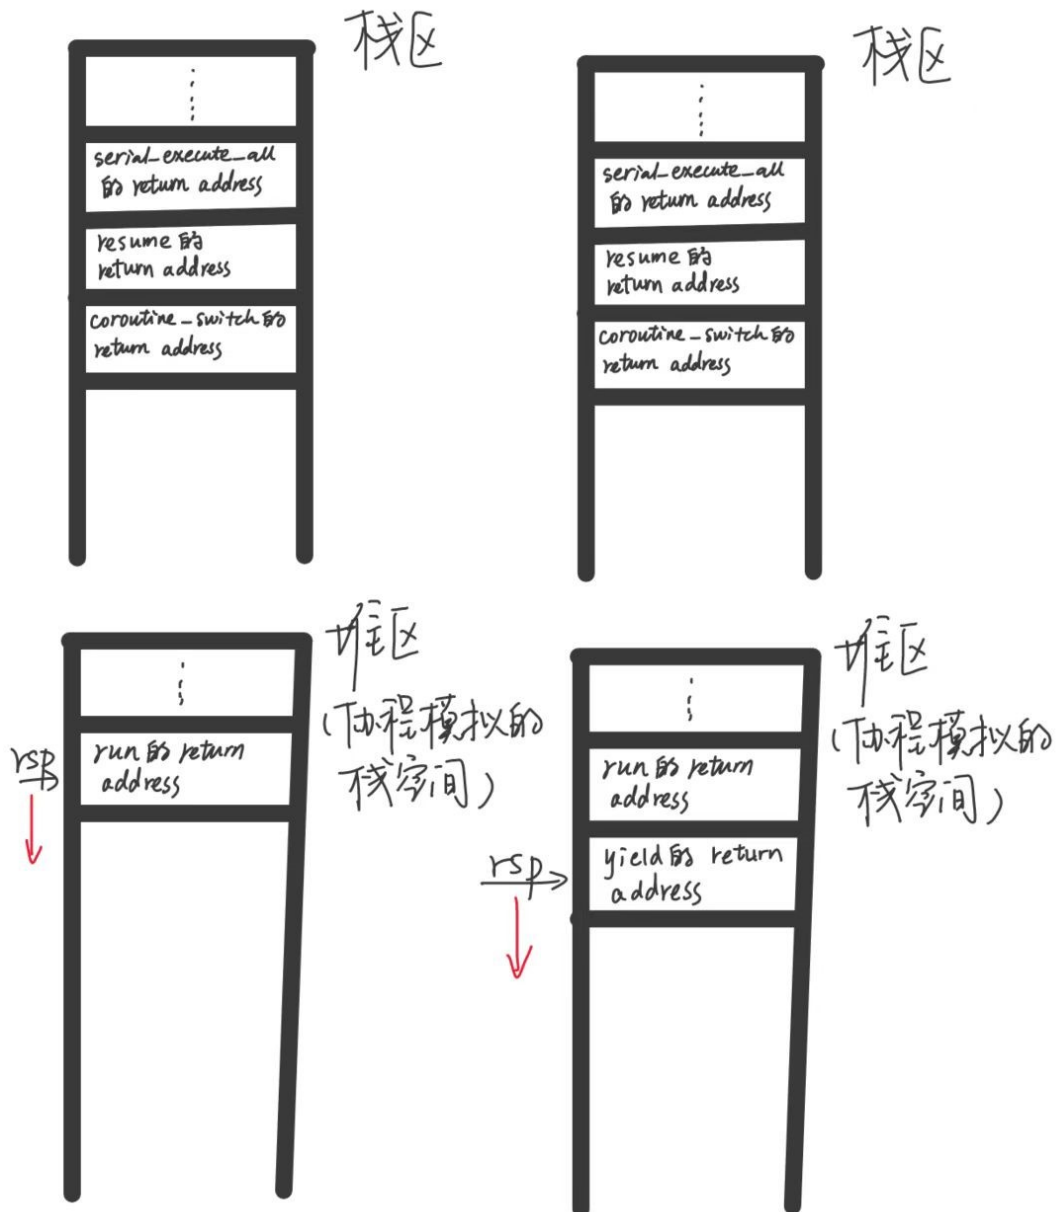 栈区
serial_execute_all
的 return address
resume 的
return address
coroutine_switch 的
return address
栈区
serial_execute_all
的 return address
resume 的
return address
coroutine_switch 的
return address
堆区
(协程模拟的
栈空间)
rsp
run 的 return
address
堆区
(协程模拟的
栈空间)
rsp
run 的 return
address
yield 的 return
address